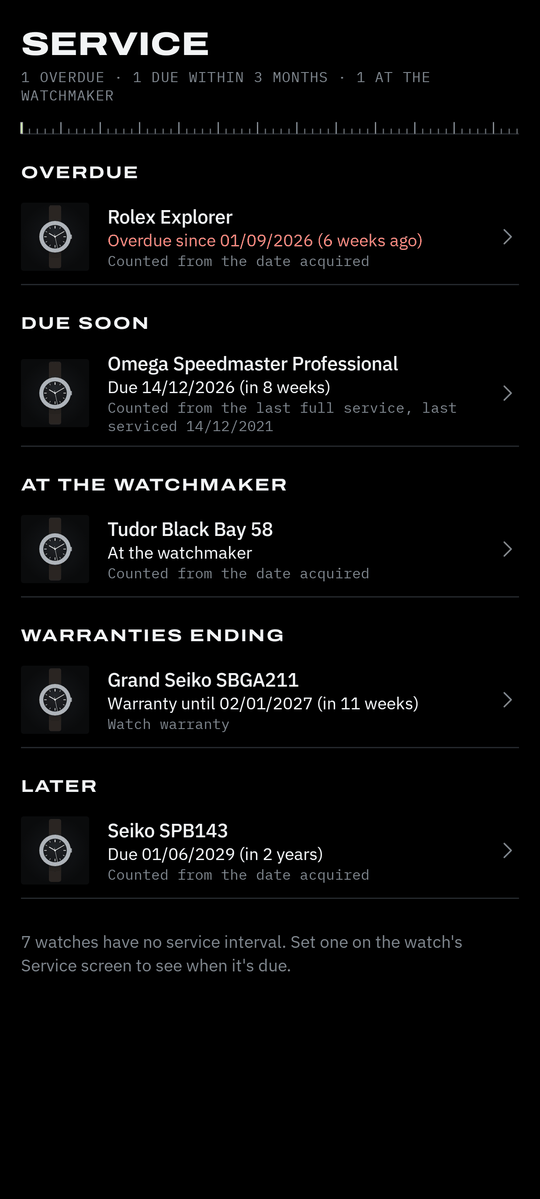 SERVICE
1 OVERDUE · 1 DUE WITHIN 3 MONTHS · 1 AT THE
WATCHMAKER
OVERDUE
Rolex Explorer
Overdue since 01/09/2026 (6 weeks ago)
Counted from the date acquired
DUE SOON
Omega Speedmaster Professional
Due 14/12/2026 (in 8 weeks)
Counted from the last full service, last
serviced 14/12/2021
AT THE WATCHMAKER
Tudor Black Bay 58
At the watchmaker
Counted from the date acquired
WARRANTIES ENDING
Grand Seiko SBGA211
Warranty until 02/01/2027 (in 11 weeks)
Watch warranty
LATER
Seiko SPB143
Due 01/06/2029 (in 2 years)
Counted from the date acquired
7 watches have no service interval. Set one on the watch's
Service screen to see when it's due.